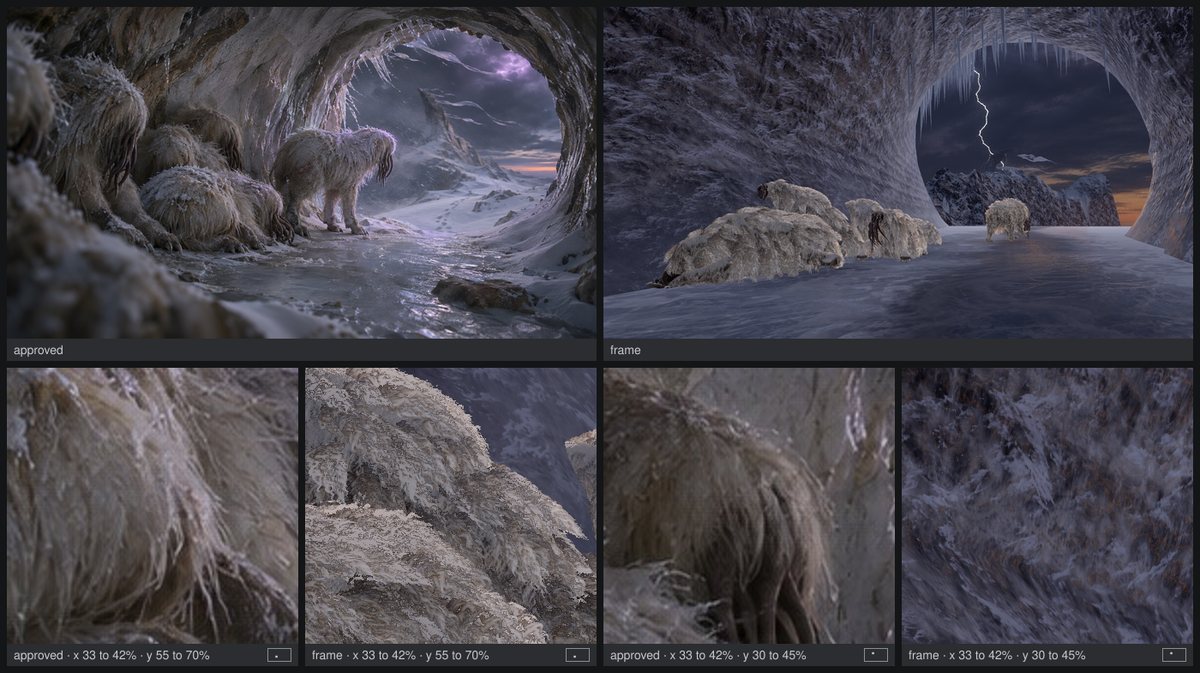 approved
frame
approved · x 33 to 42% · y 55 to 70%
frame · x 33 to 42% · y 55 to 70%
approved · x 33 to 42% · y 30 to 45%
frame · x 33 to 42% · y 30 to 45%